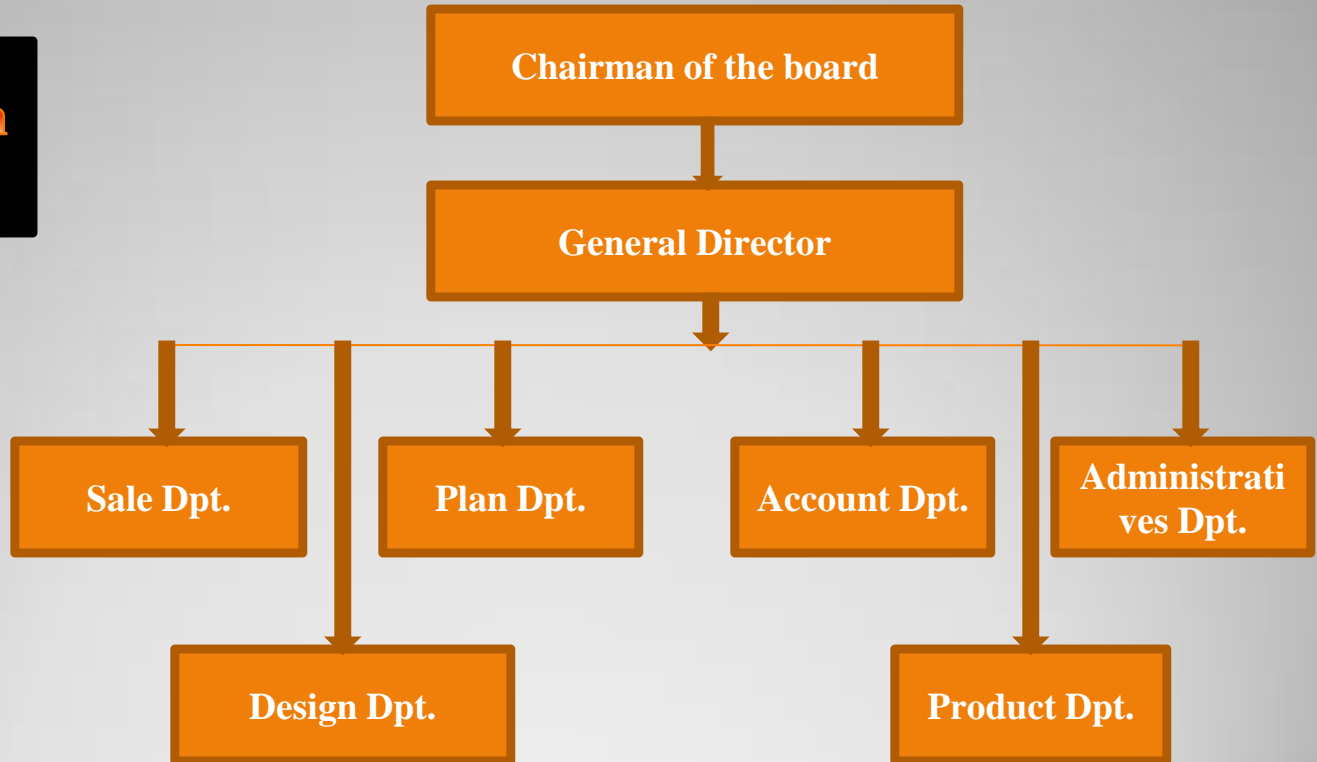 Chairman of the board
General Director
Sale Dpt.
Plan Dpt.
Account Dpt.
Administrati
ves Dpt.
Design Dpt.
Product Dpt.